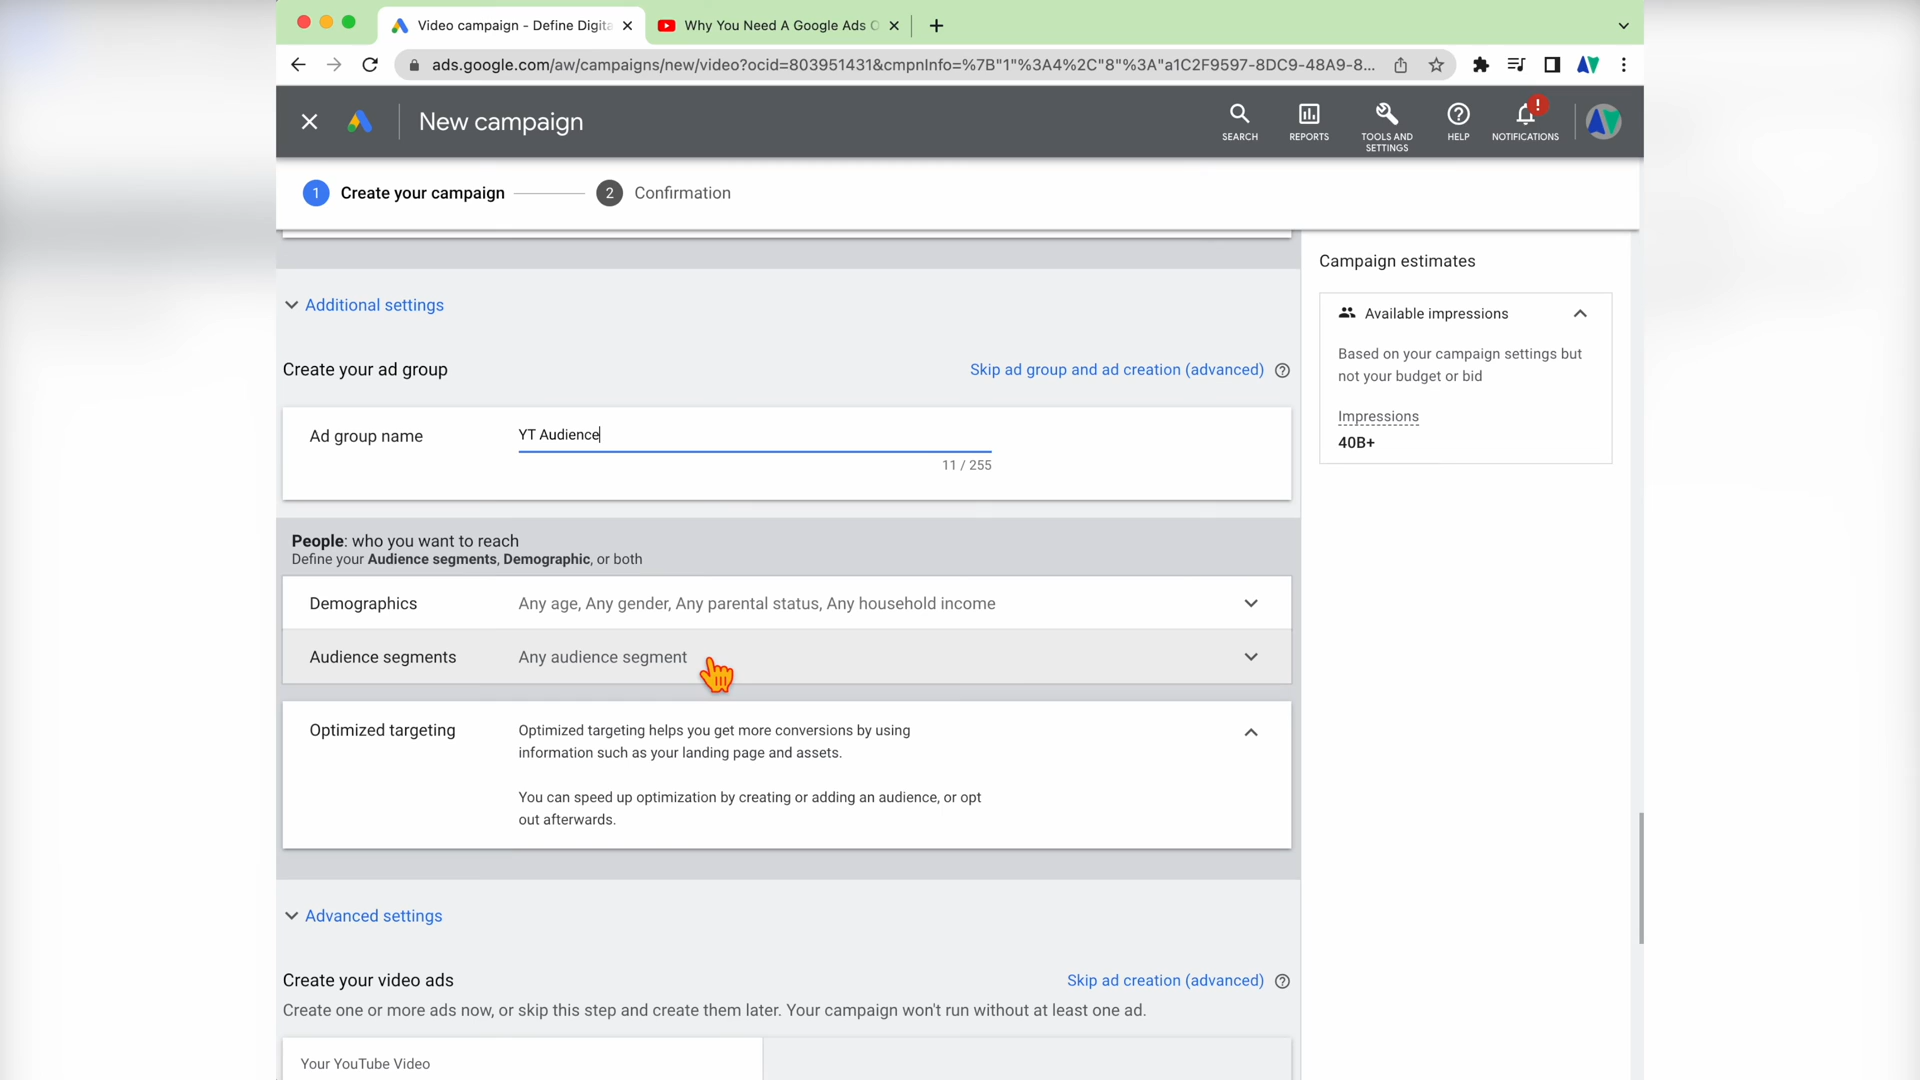 Video campaign - Define Digita
Why You Need A Google Ads
ads.google.com/aw/campaigns/new/video?ocid=803951431&cmpnInfo=%7B"1"%3A4%2C"8"%3A"a1C2F9597-8DC9-48A9-8...
New campaign
SEARCH
REPORTS
TOOLS AND
SETTINGS
HELP
!
NOTIFICATIONS
1 Create your campaign
2 Confirmation
Campaign estimates
Additional settings
Available impressions
Based on your campaign settings but
not your budget or bid
Create your ad group
Skip ad group and ad creation (advanced) ?
Impressions
40B+
Ad group name
YT Audience
11 / 255
People: who you want to reach
Define your Audience segments, Demographic, or both
Demographics
Any age, Any gender, Any parental status, Any household income
Audience segments
Any audience segment
Optimized targeting
Optimized targeting helps you get more conversions by using
information such as your landing page and assets.
You can speed up optimization by creating or adding an audience, or opt
out afterwards.
Advanced settings
Create your video ads
Skip ad creation (advanced) ?
Create one or more ads now, or skip this step and create them later. Your campaign won't run without at least one ad.
Your YouTube Video